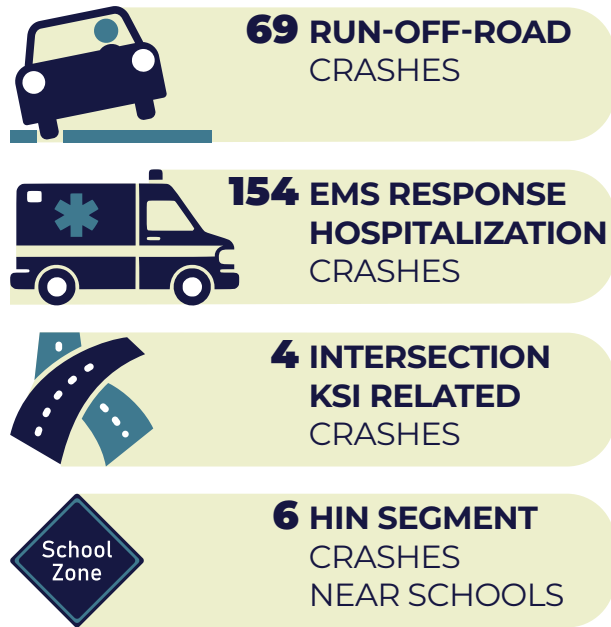 69 RUN-OFF-ROAD
CRASHES
154 EMS RESPONSE
HOSPITALIZATION
CRASHES
4 INTERSECTION
KSI RELATED
CRASHES
School
Zone
6 HIN SEGMENT
CRASHES
NEAR SCHOOLS